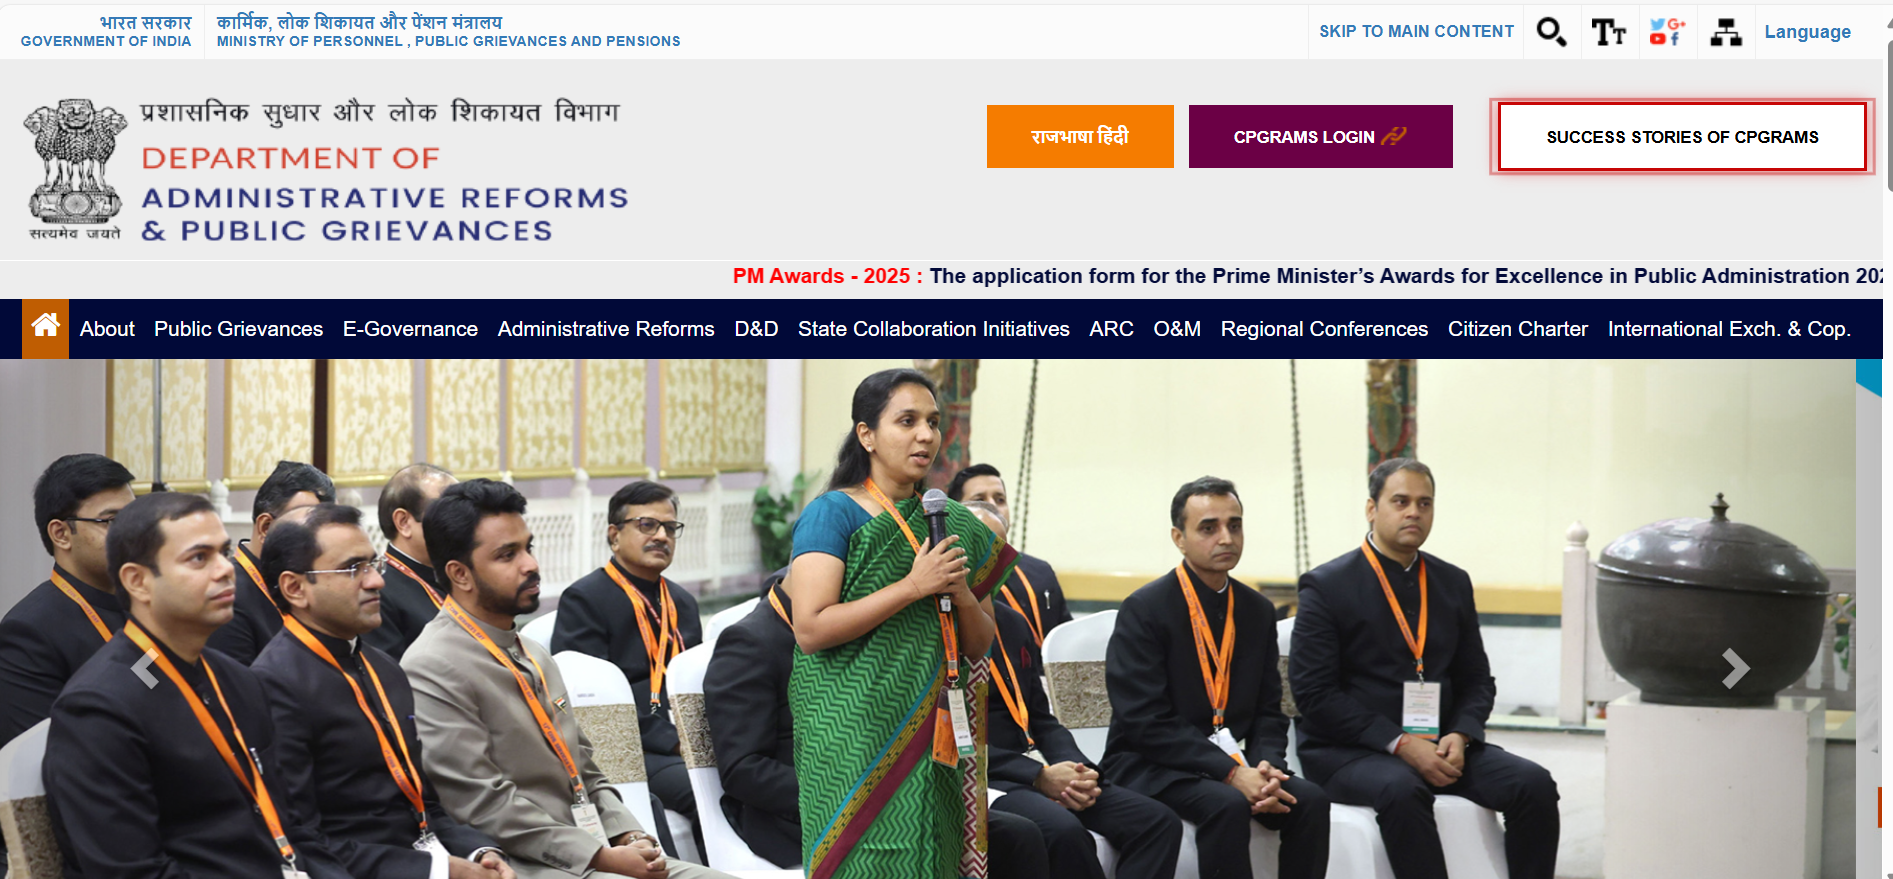 भारत सरकार
GOVERNMENT OF INDIA
कार्मिक, लोक शिकायत और पेंशन मंत्रालय
MINISTRY OF PERSONNEL , PUBLIC GRIEVANCES AND PENSIONS
SKIP TO MAIN CONTENT
Language
सत्यमेव जयते
प्रशासनिक सुधार और लोक शिकायत विभाग
DEPARTMENT OF
ADMINISTRATIVE REFORMS
& PUBLIC GRIEVANCES
राजभाषा हिंदी
CPGRAMS LOGIN
SUCCESS STORIES OF CPGRAMS
PM Awards - 2025 : The application form for the Prime Minister’s Awards for Excellence in Public Administration
About Public Grievances E-Governance Administrative Reforms D&D State Collaboration Initiatives ARC O&M Regional Conferences Citizen Charter International Exch. & Cop.